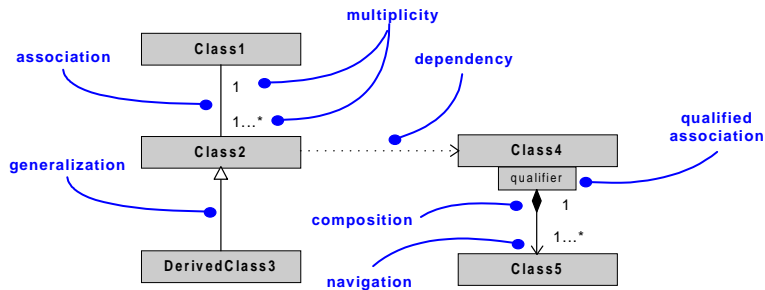 multiplicity
Class1
association
dependency
1
1...*
qualified
association
Class2
Class4
generalization
qualifier
composition
1
1...*
DerivedClass3
Class5
navigation